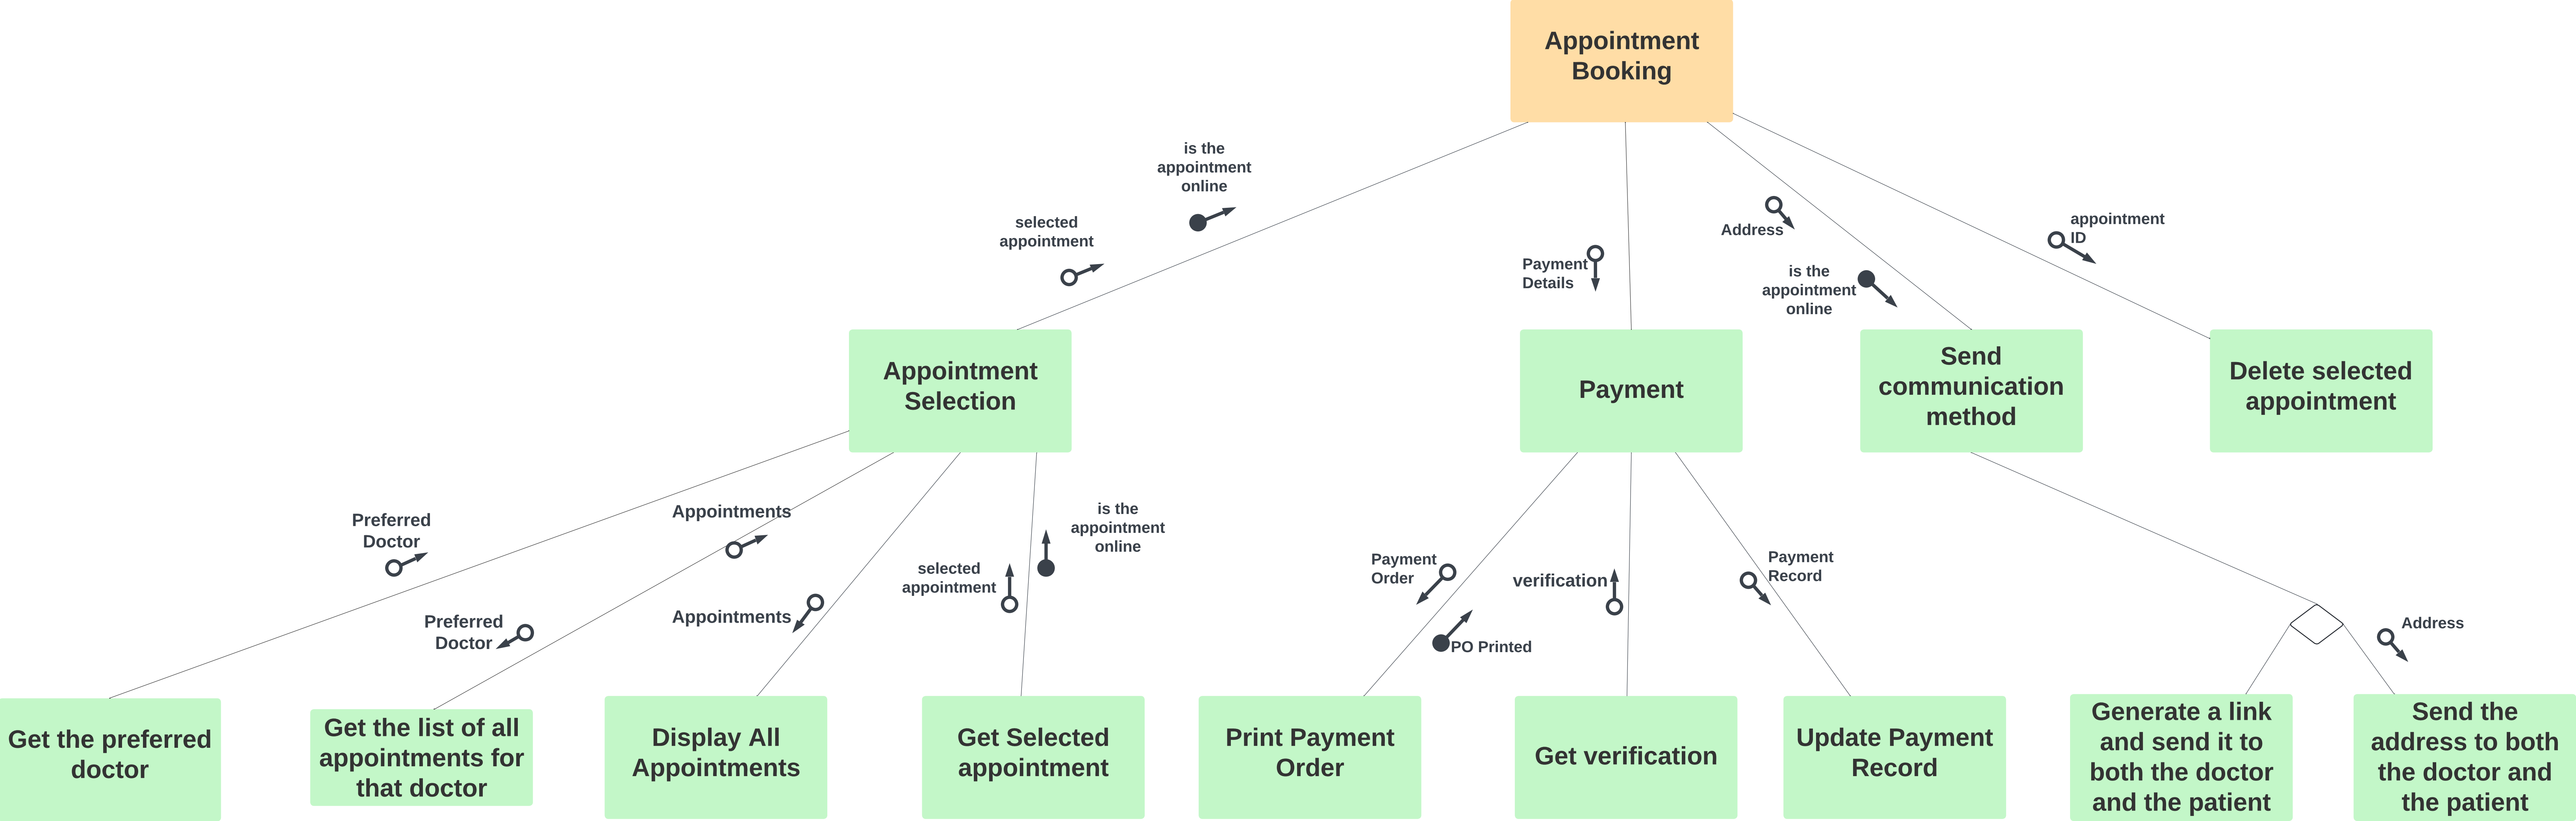 Appointment
Booking
is the
appointment
online
selected
appointment
Payment
Details
Address
is the
appointment
online
appointment
ID
Appointment
Selection
Payment
Send
communication
method
Delete selected
appointment
Preferred
Doctor
Appointments
Preferred
Doctor
Appointments
selected
appointment
is the
appointment
online
Payment
Order
PO Printed
verification
Payment
Record
Address
Get the preferred
doctor
Get the list of all
appointments for
that doctor
Display All
Appointments
Get Selected
appointment
Print Payment
Order
Get verification
Update Payment
Record
Generate a link
and send it to
both the doctor
and the patient
Send the
address to both
the doctor and
the patient